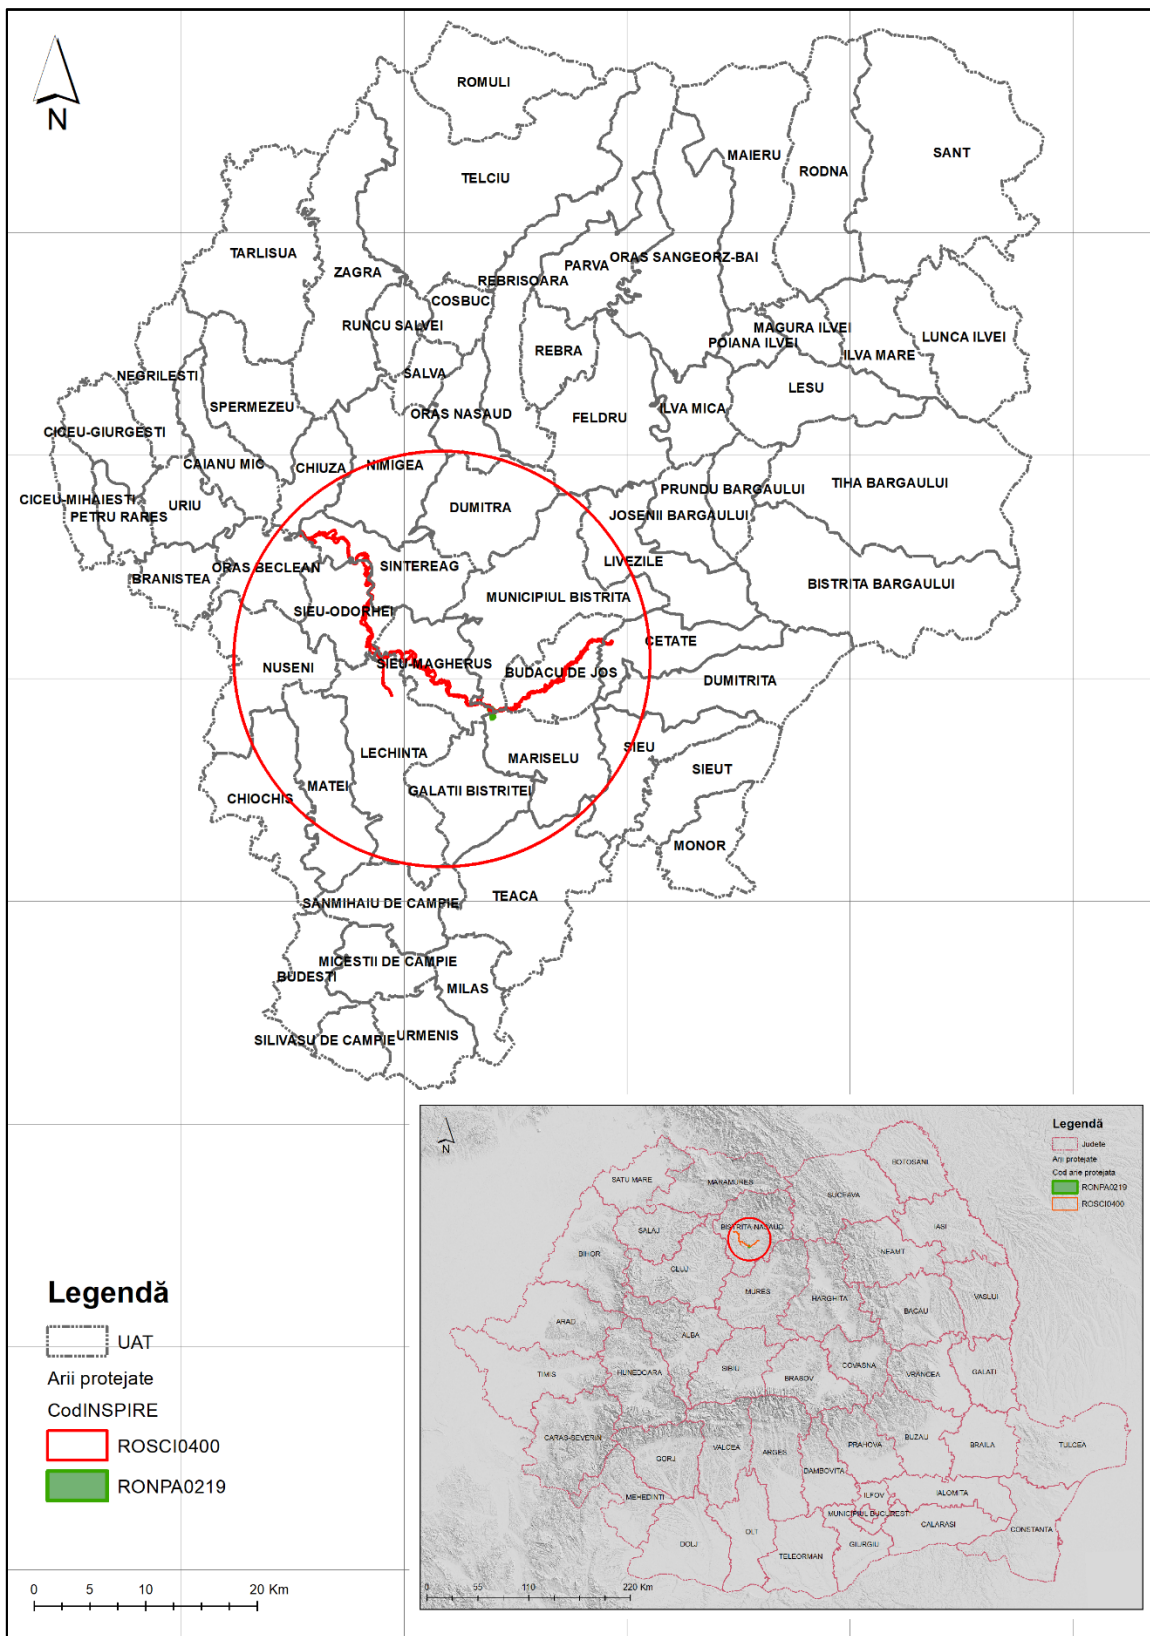 N
ROMULI
MAIERU
SANT
RODNA
TELCIU
TARLISUA
ORAS SANGEORZ-BAI
PARVA
ZAGRA
REBRISOARA
COSBUC
RUNCU SALVEI
MAGURA ILVEI
LUNCA ILVEI
POIANA ILVEI
REBRA
ILVA MARE
SALVA
NEGRILESTI
LESU
SPERMEZEU
ILVA MICA
ORAS NASAUD
FELDRU
CICEU-GIURGESTI
CAIANU MIC
CHIUZA
NIMIGEA
TIHA BARGAULUI
PRUNDU BARGAULUI
CICEU-MIHAIESTI
URIU
DUMITRA
PETRU RARES
JOSENII BARGAULUI
LIVEZILE
SINTEREAG
ORAS BECLEAN
BRANISTEA
BISTRITA BARGAULUI
MUNICIPIUL BISTRITA
SIEU-ODORHEI
CETATE
SIEU-MAGHERUS
NUSENI
BUDACU DE JOS
DUMITRITA
SIEU
LECHINTA
MARISELU
SIEUT
MATEI
GALATII BISTRITEI
CHIOCHIS
MONOR
TEACA
SANMIHAIU DE CAMPIE
MICESTII DE CAMPIE
BUDESTI
MILAS
URMENIS
SILIVASU DE CAMPIE
Legendă
UAT
Arii protejate
CodINSPIRE
ROSCI0400
RONPA0219
0 5 10 20 Km
N
Legendă
Judete
Arii protejate
Cod arie protejata
RONPA0219
ROSCI0400
BOTOSANI
SATU MARE
MARAMURES
SUCEAVA
BISTRITA-NASAUD
IASI
SALAJ
BIHOR
NEAMT
CLUJ
MURES
HARGHITA
VASLUI
BACAU
ARAD
ALBA
COVASNA
SIBIU
TIMIS
HUNEDOARA
VRANCEA
GALATI
BRASOV
CARAS-SEVERIN
BUZAU
BRAILA
TULCEA
PRAHOVA
VALCEA
ARGES
GORJ
DAMBOVITA
IALOMITA
ILFOV
MEHEDINTI
MUNICIPIUL BUCUREST
CALARASI
CONSTANTA
OLT
DOLJ
GIURGIU
TELEORMAN
0 55 110 220 Km